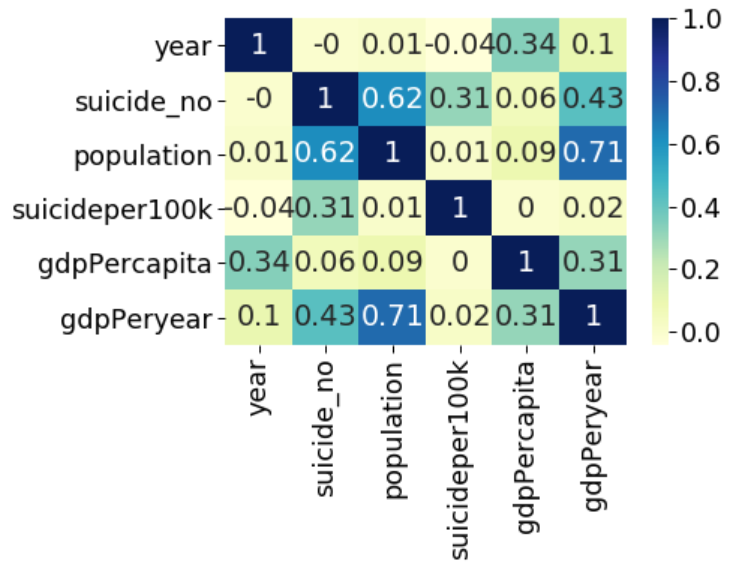 year 1 -0 0.01 -0.04 0.34 0.1
suicide_no -0 1 0.62 0.31 0.06 0.43
population 0.01 0.62 1 0.01 0.09 0.71
suicideper100k -0.04 0.31 0.01 1 0 0.02
gdpPercapita 0.34 0.06 0.09 0 1 0.31
gdpPeryear 0.1 0.43 0.71 0.02 0.31 1
year
suicide_no
population
suicideper100k
gdpPercapita
gdpPeryear
1.0
0.8
0.6
0.4
0.2
0.0